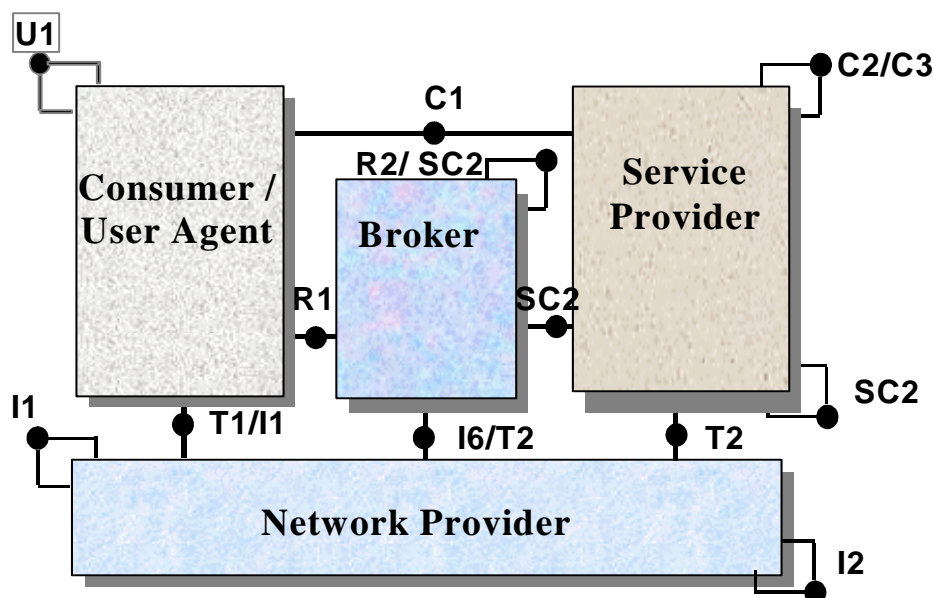 U1
C2/C3
C1
R2/ SC2
Consumer /
User Agent
Service
Provider
Broker
R1
SC2
SC2
I1
T1/I1
I6/T2
T2
Network Provider
I2